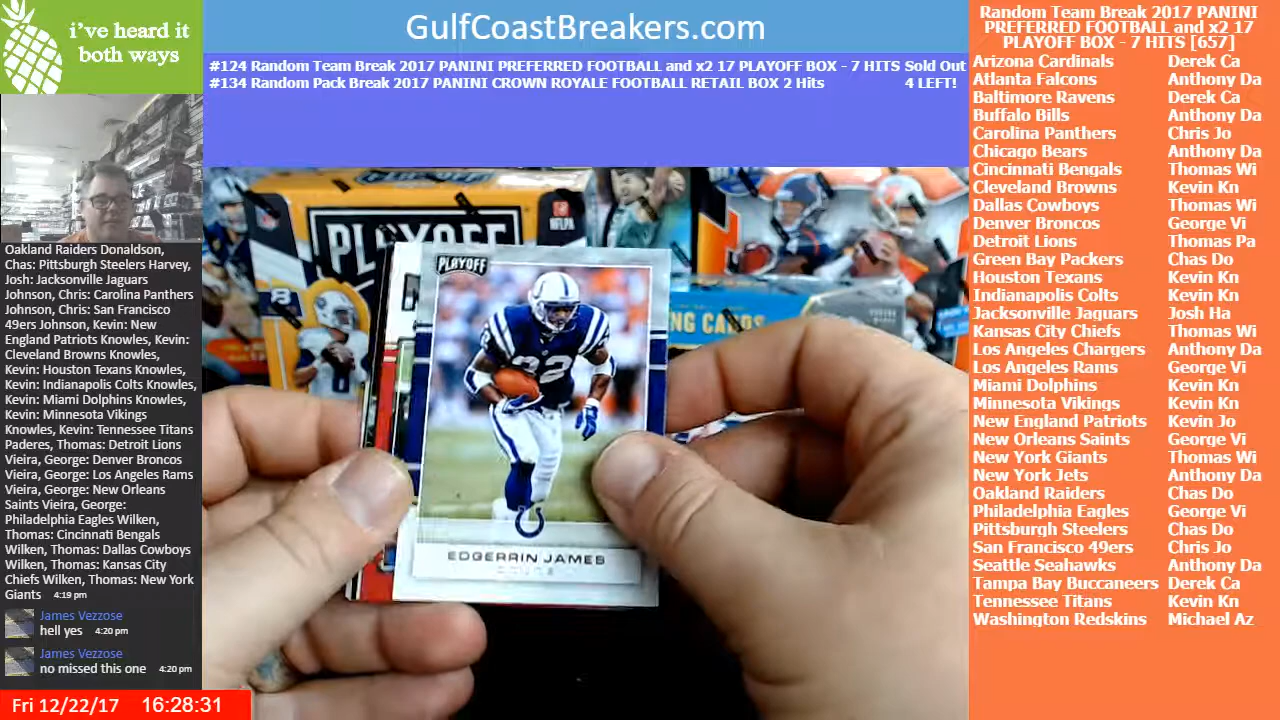 i've heard it
both ways
GulfCoastBreakers.com
#124 Random Team Break 2017 PANINI PREFERRED FOOTBALL and x2 17 PLAYOFF BOX - 7 HITS Sold Out
#134 Random Pack Break 2017 PANINI CROWN ROYALE FOOTBALL RETAIL BOX 2 Hits 4 LEFT!
Oakland Raiders Donaldson,
Chas: Pittsburgh Steelers Harvey,
Josh: Jacksonville Jaguars
Johnson, Chris: Carolina Panthers
Johnson, Chris: San Francisco
49ers Johnson, Kevin: New
England Patriots Knowles, Kevin:
Cleveland Browns Knowles,
Kevin: Houston Texans Knowles,
Kevin: Indianapolis Colts Knowles,
Kevin: Miami Dolphins Knowles,
Kevin: Minnesota Vikings
Knowles, Kevin: Tennessee Titans
Paderes, Thomas: Detroit Lions
Vieira, George: Denver Broncos
Vieira, George: Los Angeles Rams
Vieira, George: New Orleans
Saints Vieira, George:
Philadelphia Eagles Wilken,
Thomas: Cincinnati Bengals
Wilken, Thomas: Dallas Cowboys
Wilken, Thomas: Kansas City
Chiefs Wilken, Thomas: New York
Giants 4:19 pm
James Vezzose
hell yes 4:20 pm
James Vezzose
no missed this one 4:20 pm
Fri 12/22/17 16:28:31
PLAYOFF
NFLPA
8
NG CARDS
PLAYOFF
32
EDGERRIN JAMES
COLTS
Random Team Break 2017 PANINI
PREFERRED FOOTBALL and x2 17
PLAYOFF BOX - 7 HITS [657]
Arizona Cardinals Derek Ca
Atlanta Falcons Anthony Da
Baltimore Ravens Derek Ca
Buffalo Bills Anthony Da
Carolina Panthers Chris Jo
Chicago Bears Anthony Da
Cincinnati Bengals Thomas Wi
Cleveland Browns Kevin Kn
Dallas Cowboys Thomas Wi
Denver Broncos George Vi
Detroit Lions Thomas Pa
Green Bay Packers Chas Do
Houston Texans Kevin Kn
Indianapolis Colts Kevin Kn
Jacksonville Jaguars Josh Ha
Kansas City Chiefs Thomas Wi
Los Angeles Chargers Anthony Da
Los Angeles Rams George Vi
Miami Dolphins Kevin Kn
Minnesota Vikings Kevin Kn
New England Patriots Kevin Jo
New Orleans Saints George Vi
New York Giants Thomas Wi
New York Jets Anthony Da
Oakland Raiders Chas Do
Philadelphia Eagles George Vi
Pittsburgh Steelers Chas Do
San Francisco 49ers Chris Jo
Seattle Seahawks Anthony Da
Tampa Bay Buccaneers Derek Ca
Tennessee Titans Kevin Kn
Washington Redskins Michael Az